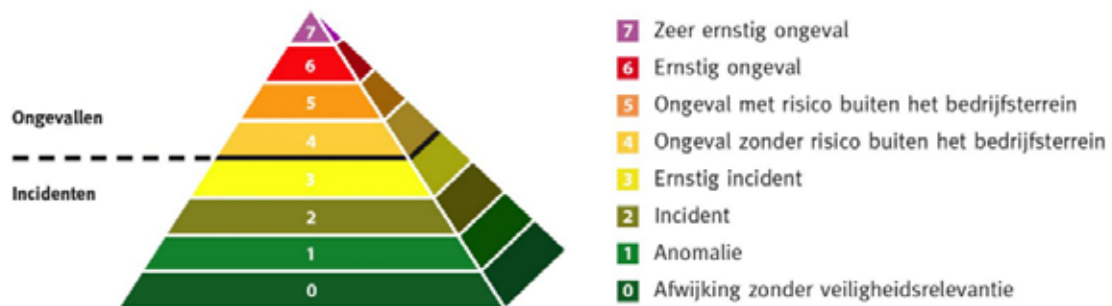 7
6
5
4
3
2
1
0
Ongevallen
Incidenten
7 Zeer ernstig ongeval
6 Ernstig ongeval
5 Ongeval met risico buiten het bedrijfsterrein
4 Ongeval zonder risico buiten het bedrijfsterrein
3 Ernstig incident
2 Incident
1 Anomalie
0 Afwijking zonder veiligheidsrelevantie